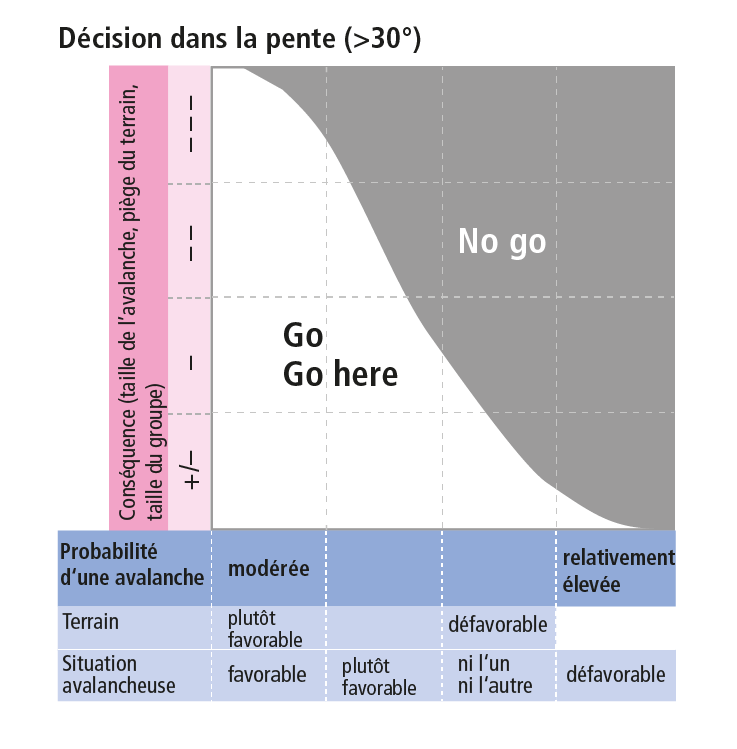 Décision dans la pente (>30°)
Conséquence (taille de l‘avalanche, piège du terrain,
taille du groupe)
– – –
– –
–
+/–
No go
Go
Go here
Probabilité
d‘une avalanche
modérée
relativement
élevée
Terrain
plutôt
favorable
défavorable
Situation
avalancheuse
favorable
plutôt
favorable
ni l‘un
ni l‘autre
défavorable